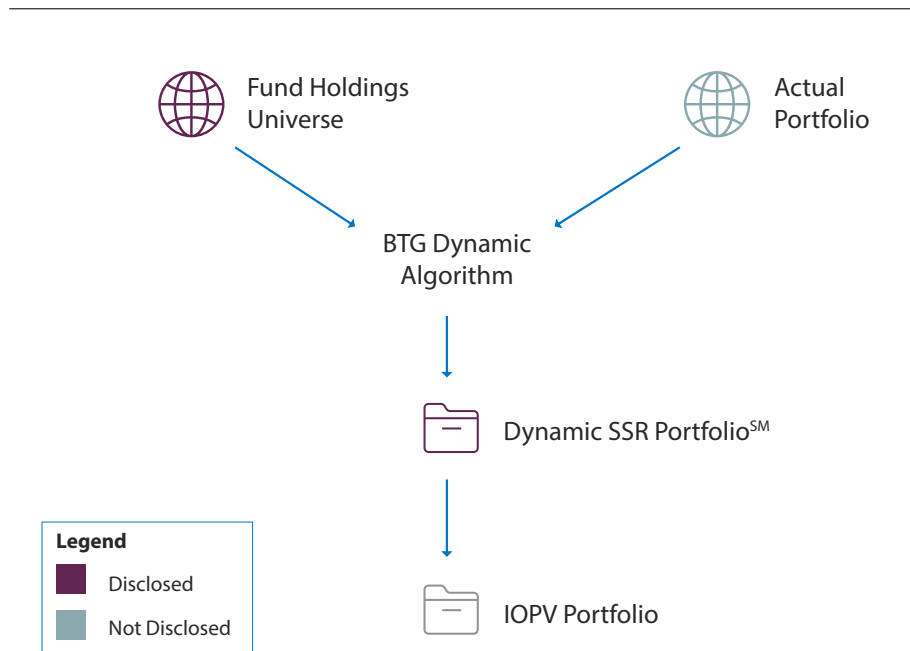 Fund Holdings
Universe
Actual
Portfolio
BTG Dynamic
Algorithm
Dynamic SSR Portfolio℠
IOPV Portfolio
Legend
Disclosed
Not Disclosed